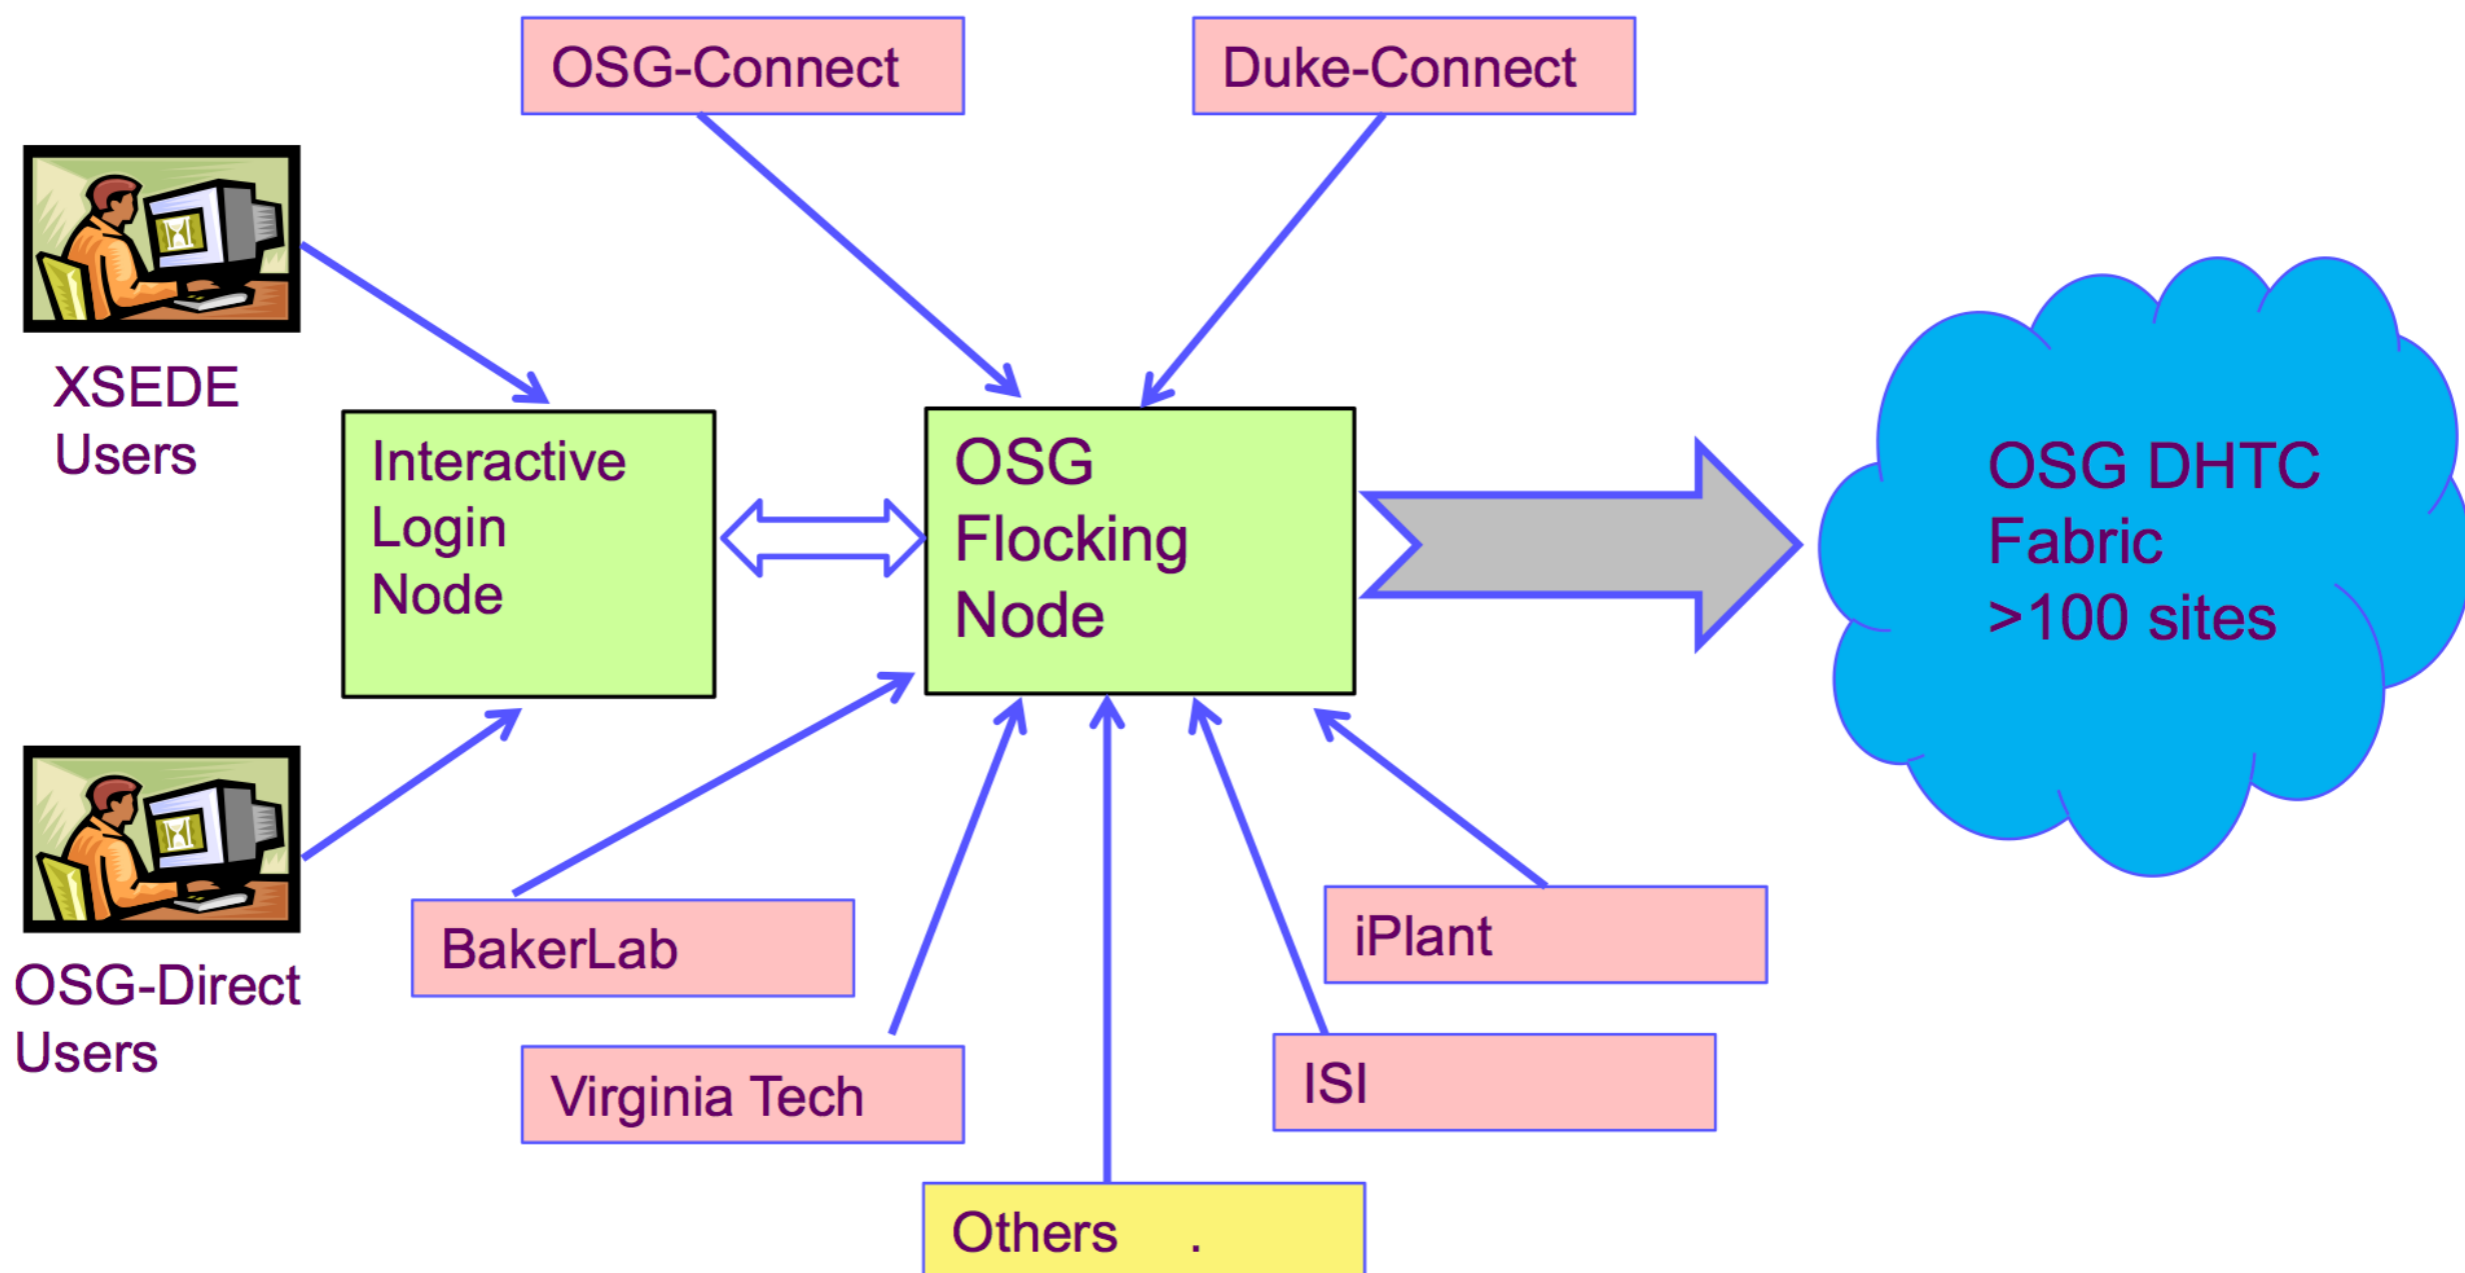 OSG-Connect
Duke-Connect
XSEDE
Users
Interactive
Login
Node
OSG
Flocking
Node
OSG DHTC
Fabric
>100 sites
OSG-Direct
Users
BakerLab
iPlant
Virginia Tech
ISI
Others .